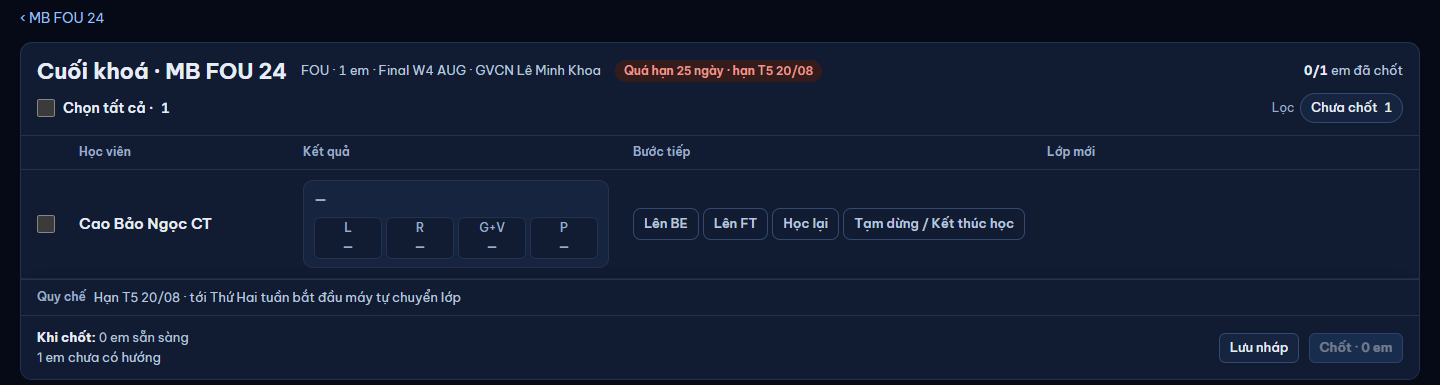 ‹ MB FOU 24
Cuối khoá · MB FOU 24 FOU · 1 em · Final W4 AUG · GVCN Lê Minh Khoa Quá hạn 25 ngày · hạn T5 20/08 0/1 em đã chốt
Chọn tất cả · 1 Lọc Chưa chốt 1
Học viên Kết quả Bước tiếp Lớp mới
–
Cao Bảo Ngọc CT L R G+V P Lên BE Lên FT Học lại Tạm dừng / Kết thúc học
– – – –
Quy chế Hạn T5 20/08 · tới Thứ Hai tuần bắt đầu máy tự chuyển lớp
Khi chốt: 0 em sẵn sàng
1 em chưa có hướng Lưu nháp Chốt · 0 em